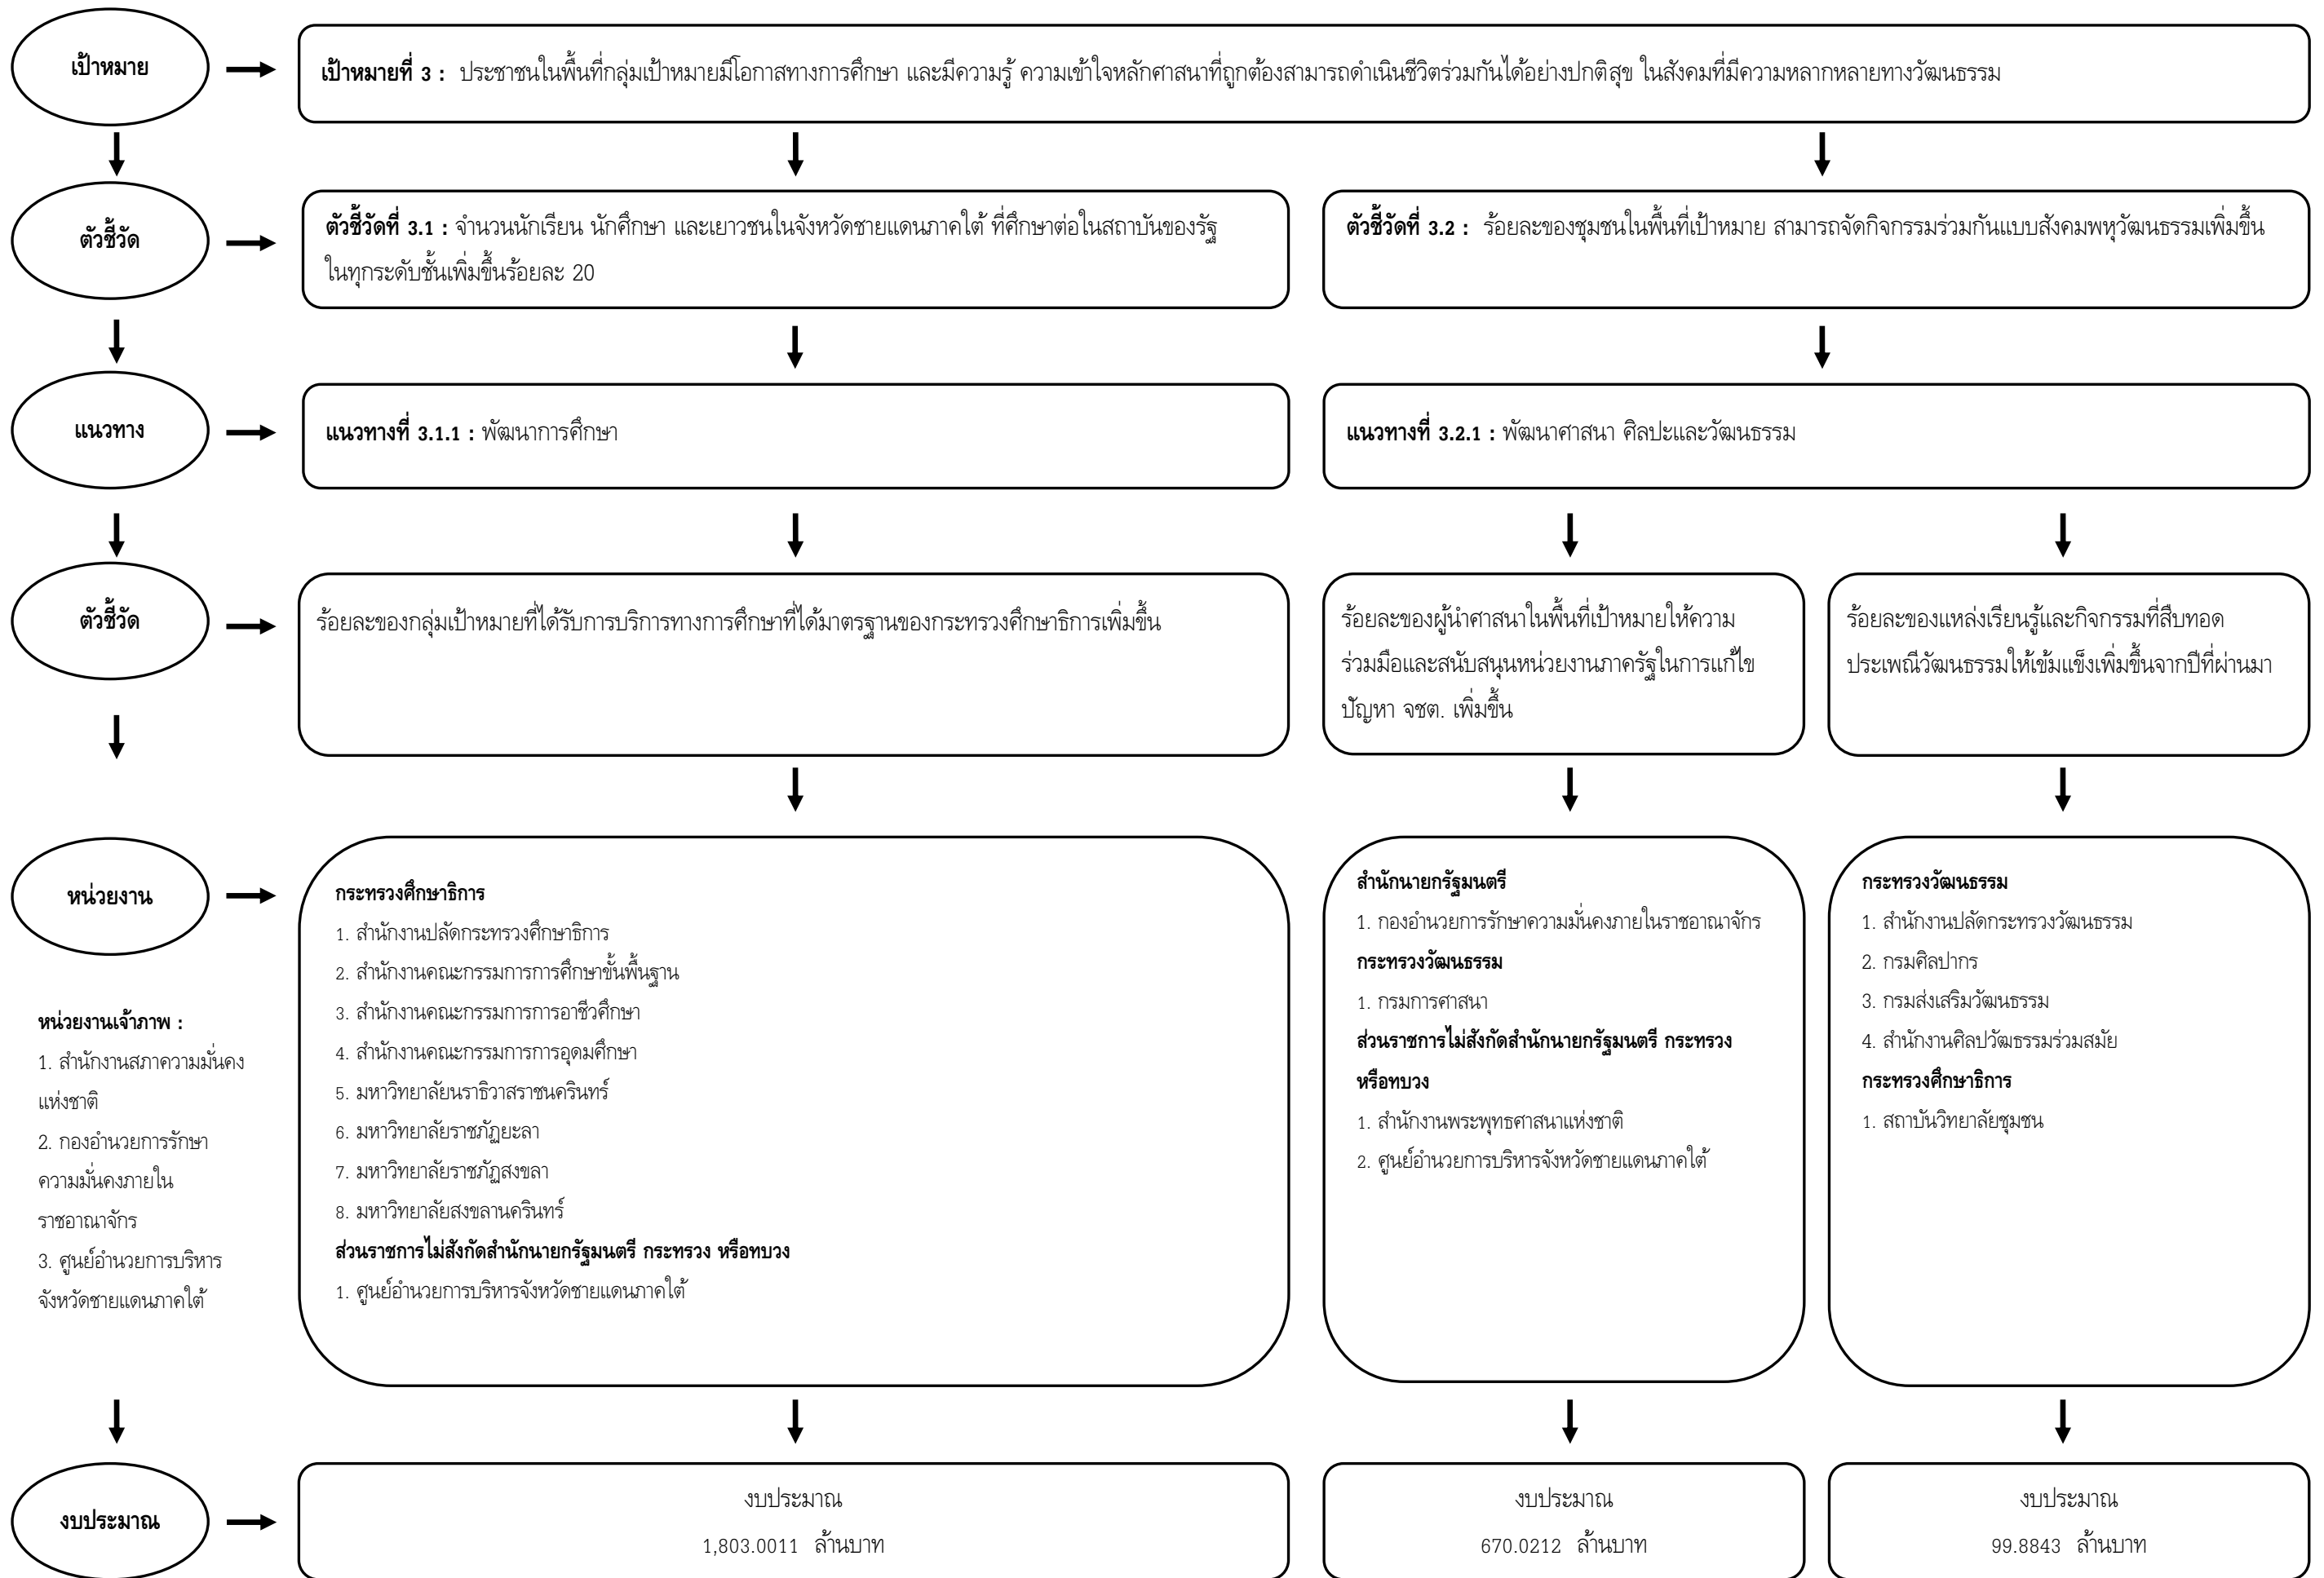 เป้าหมาย
เป้าหมายที่ 3 : ประชาชนในพื้นที่กลุ่มเป้าหมายมีโอกาสทางการศึกษา และมีความรู้ ความเข้าใจหลักศาสนาที่ถูกต้องสามารถดำเนินชีวิตร่วมกันได้อย่างปกติสุข ในสังคมที่มีความหลากหลายทางวัฒนธรรม
ตัวชี้วัด
ตัวชี้วัดที่ 3.1 : จำนวนนักเรียน นักศึกษา และเยาวชนในจังหวัดชายแดนภาคใต้ ที่ศึกษาต่อในสถาบันของรัฐ
ในทุกระดับชั้นเพิ่มขึ้นร้อยละ 20
ตัวชี้วัดที่ 3.2 : ร้อยละของชุมชนในพื้นที่เป้าหมาย สามารถจัดกิจกรรมร่วมกันแบบสังคมพหุวัฒนธรรมเพิ่มขึ้น
แนวทาง
แนวทางที่ 3.1.1 : พัฒนาการศึกษา
แนวทางที่ 3.2.1 : พัฒนาศาสนา ศิลปะและวัฒนธรรม
ตัวชี้วัด
ร้อยละของกลุ่มเป้าหมายที่ได้รับการบริการทางการศึกษาที่ได้มาตรฐานของกระทรวงศึกษาธิการเพิ่มขึ้น
ร้อยละของผู้นำศาสนาในพื้นที่เป้าหมายให้ความ
ร่วมมือและสนับสนุนหน่วยงานภาครัฐในการแก้ไข
ปัญหา จชต. เพิ่มขึ้น
ร้อยละของแหล่งเรียนรู้และกิจกรรมที่สืบทอด
ประเพณีวัฒนธรรมให้เข้มแข็งเพิ่มขึ้นจากปีที่ผ่านมา
หน่วยงาน
หน่วยงานเจ้าภาพ :
1. สำนักงานสภาความมั่นคง
แห่งชาติ
2. กองอำนวยการรักษา
ความมั่นคงภายใน
ราชอาณาจักร
3. ศูนย์อำนวยการบริหาร
จังหวัดชายแดนภาคใต้
กระทรวงศึกษาธิการ
1. สำนักงานปลัดกระทรวงศึกษาธิการ
2. สำนักงานคณะกรรมการการศึกษาขั้นพื้นฐาน
3. สำนักงานคณะกรรมการการอาชีวศึกษา
4. สำนักงานคณะกรรมการการอุดมศึกษา
5. มหาวิทยาลัยนราธิวาสราชนครินทร์
6. มหาวิทยาลัยราชภัฏยะลา
7. มหาวิทยาลัยราชภัฏสงขลา
8. มหาวิทยาลัยสงขลานครินทร์
ส่วนราชการไม่สังกัดสำนักนายกรัฐมนตรี กระทรวง หรือทบวง
1. ศูนย์อำนวยการบริหารจังหวัดชายแดนภาคใต้
สำนักนายกรัฐมนตรี
1. กองอำนวยการรักษาความมั่นคงภายในราชอาณาจักร
กระทรวงวัฒนธรรม
1. กรมการศาสนา
ส่วนราชการไม่สังกัดสำนักนายกรัฐมนตรี กระทรวง
หรือทบวง
1. สำนักงานพระพุทธศาสนาแห่งชาติ
2. ศูนย์อำนวยการบริหารจังหวัดชายแดนภาคใต้
กระทรวงวัฒนธรรม
1. สำนักงานปลัดกระทรวงวัฒนธรรม
2. กรมศิลปากร
3. กรมส่งเสริมวัฒนธรรม
4. สำนักงานศิลปวัฒธรรมร่วมสมัย
กระทรวงศึกษาธิการ
1. สถาบันวิทยาลัยชุมชน
งบประมาณ
งบประมาณ
1,803.0011 ล้านบาท
งบประมาณ
670.0212 ล้านบาท
งบประมาณ
99.8843 ล้านบาท